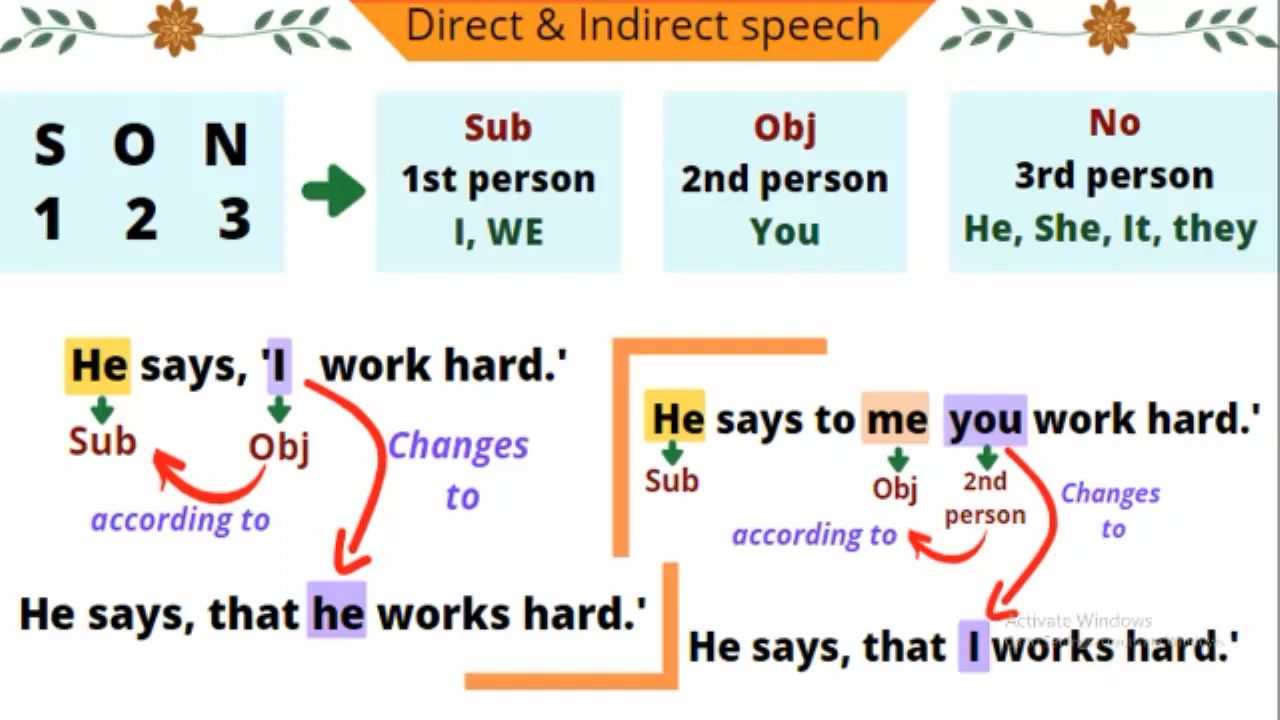 Direct & Indirect speech
S O N
1 2 3
Sub
1st person
I, WE
Obj
2nd person
You
No
3rd person
He, She, It, they
He says, 'I work hard.'
Sub
Obj
according to
Changes
to
He says, that he works hard.'
He says to me you work hard.'
Sub
Obj
2nd
person
according to
Changes
to
Activate Windows
He says, that I works hard.'